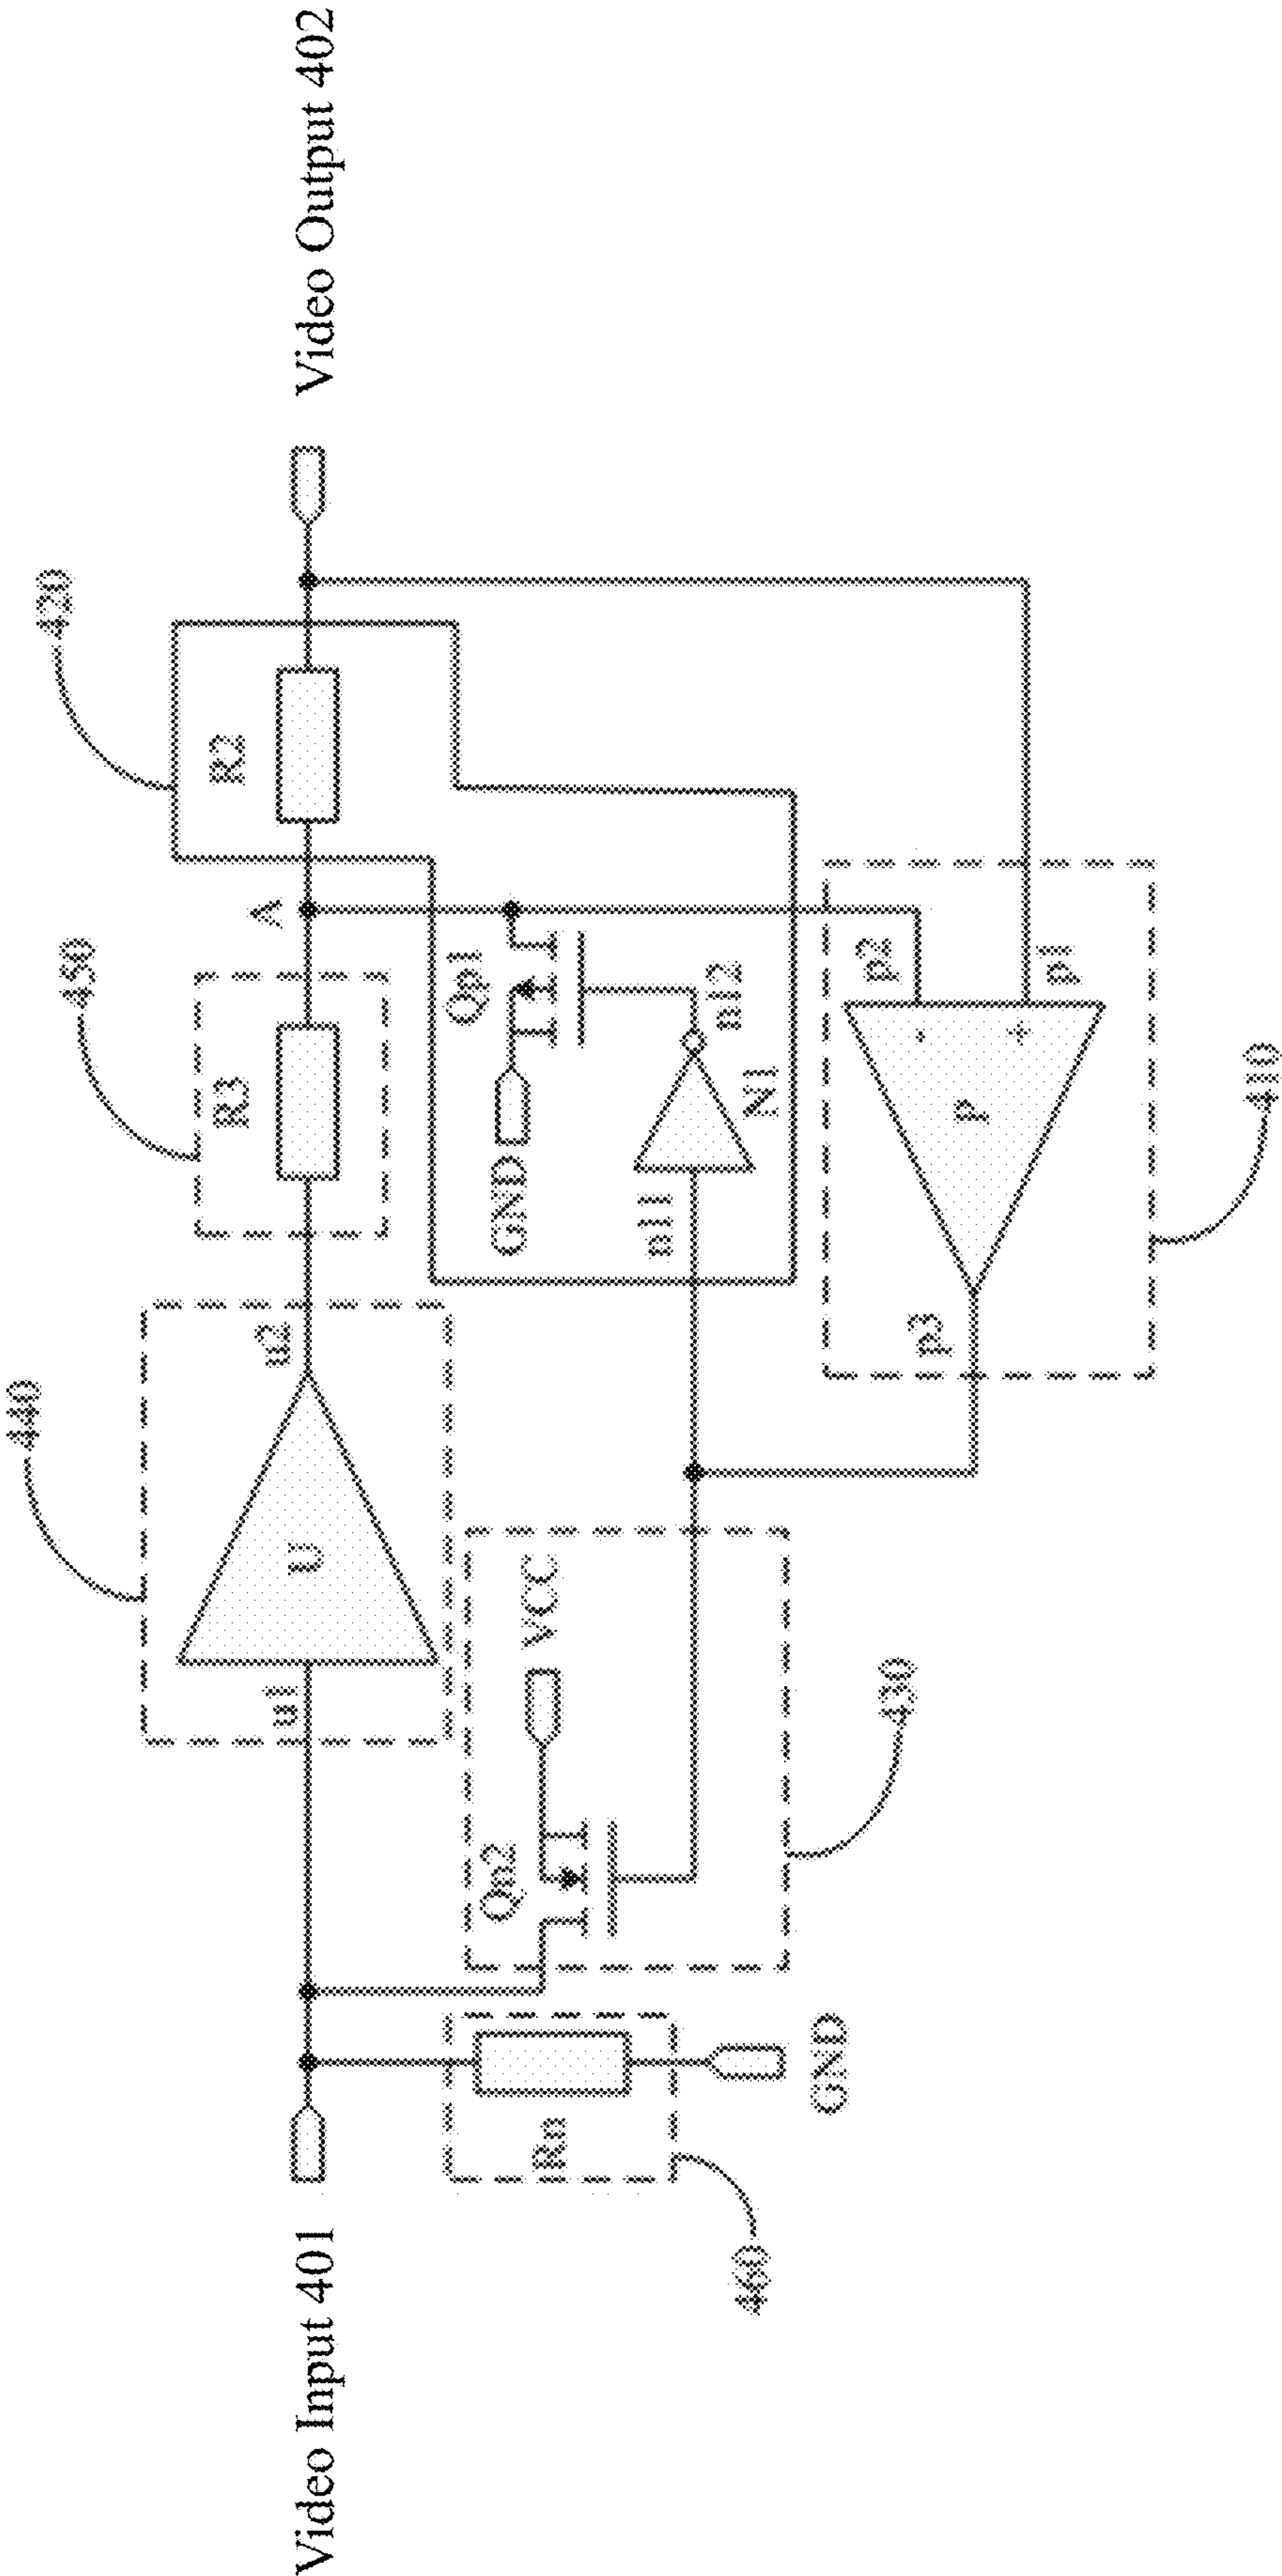 440
450
420
U
u1
u2
R3
A
R2
Video Input 401
Video Output 402
Qn2
VCC
GND
Qp1
Rn
n11
N1
n12
460
GND
430
p3
P
-
+
p2
p1
410